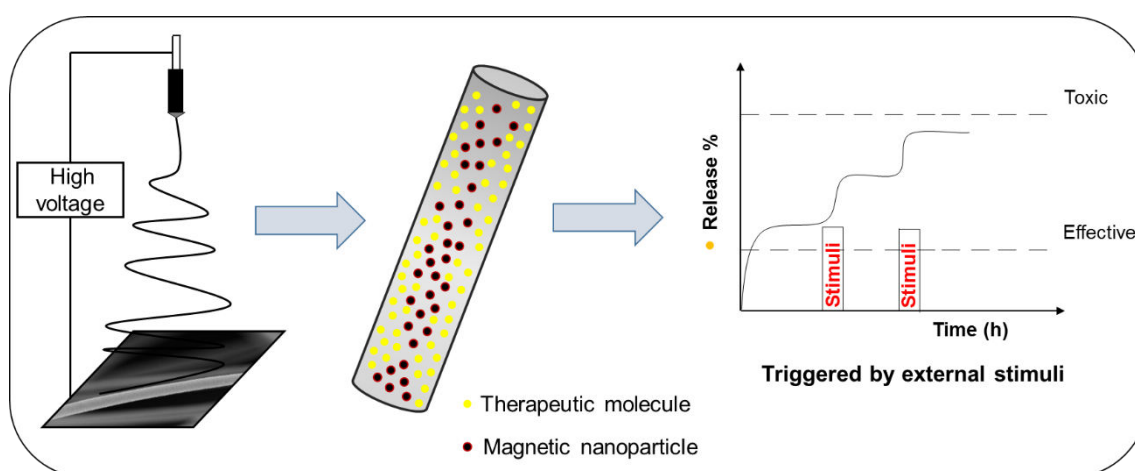 High
voltage
Therapeutic molecule
Magnetic nanoparticle
Release %
Toxic
Effective
Stimuli
Stimuli
Time (h)
Triggered by external stimuli